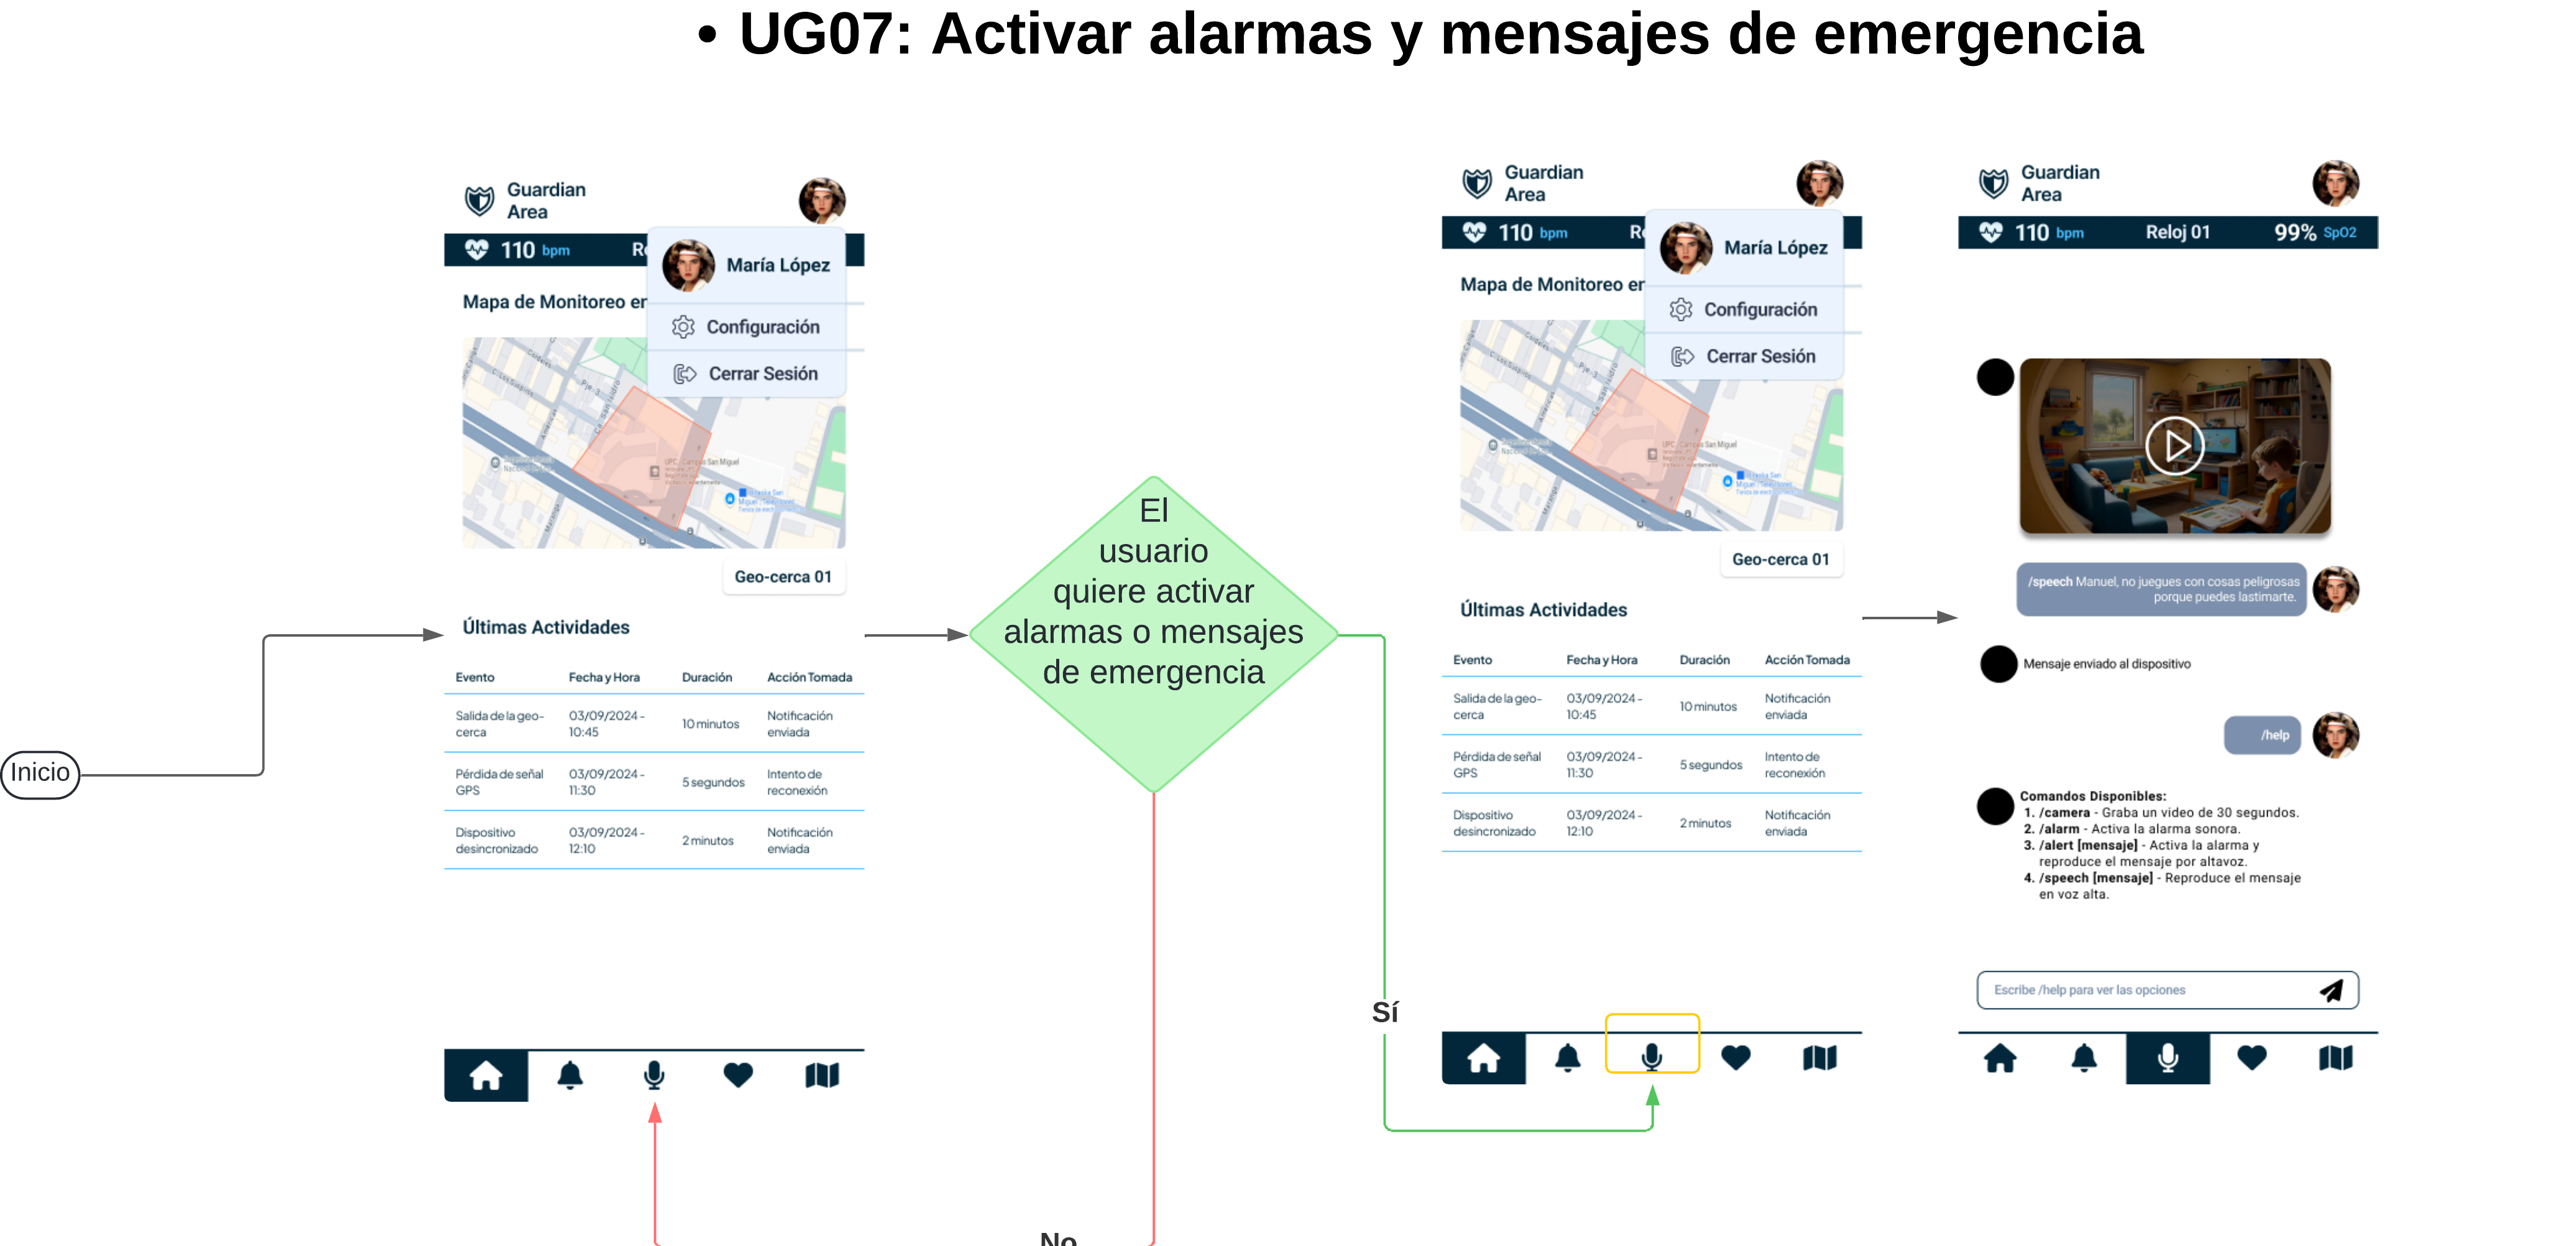 • UG07: Activar alarmas y mensajes de emergencia
Inicio
Guardian
Area
110 bpm
María López
Mapa de Monitoreo
Configuración
Cerrar Sesión
UPC - Campus San Miguel
Geo-cerca 01
Últimas Actividades
Evento Fecha y Hora Duración Acción Tomada
Salida de la geo-
cerca
03/09/2024 -
10:45
10 minutos
Notificación
enviada
Pérdida de señal
GPS
03/09/2024 -
11:30
5 segundos
Intento de
reconexión
Dispositivo
desincronizado
03/09/2024 -
12:10
2 minutos
Notificación
enviada
El
usuario
quiere activar
alarmas o mensajes
de emergencia
Sí
No
Guardian
Area
110 bpm
María López
Mapa de Monitoreo
Configuración
Cerrar Sesión
UPC - Campus San Miguel
Geo-cerca 01
Últimas Actividades
Evento Fecha y Hora Duración Acción Tomada
Salida de la geo-
cerca
03/09/2024 -
10:45
10 minutos
Notificación
enviada
Pérdida de señal
GPS
03/09/2024 -
11:30
5 segundos
Intento de
reconexión
Dispositivo
desincronizado
03/09/2024 -
12:10
2 minutos
Notificación
enviada
Guardian
Area
110 bpm Reloj 01 99% SpO2
/speech Manuel, no juegues con cosas peligrosas
porque puedes lastimarte.
Mensaje enviado al dispositivo
/help
Comandos Disponibles:
1. /camera - Graba un video de 30 segundos.
2. /alarm - Activa la alarma sonora.
3. /alert [mensaje] - Activa la alarma y
reproduce el mensaje por altavoz.
4. /speech [mensaje] - Reproduce el mensaje
en voz alta.
Escribe /help para ver las opciones